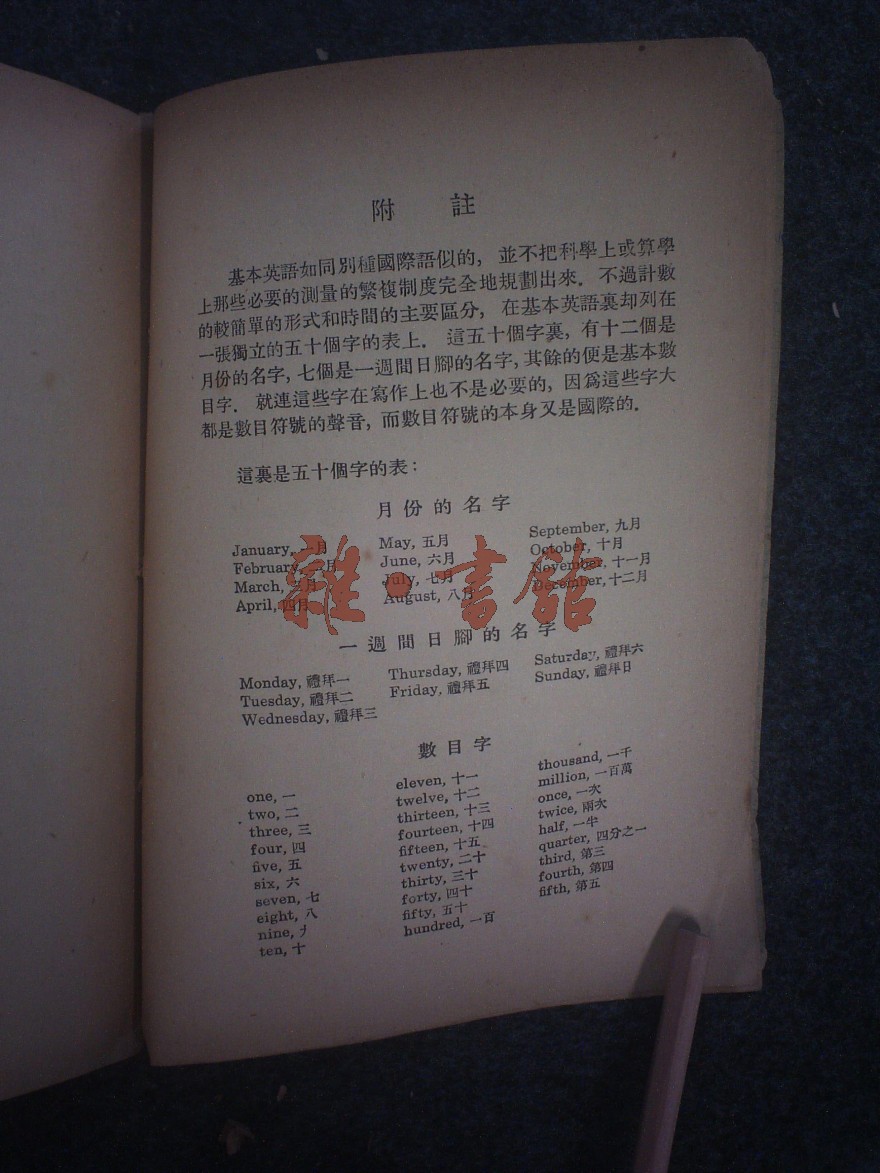 附註
基本英語如同別種國際語似的，並不把科學上或算學
上那些必要的測量的繁複制度完全地規劃出來．不過計數
的較簡單的形式和時間的主要區分，在基本英語裏却列在
一張獨立的五十個字的表上．這五十個字裏，有十二個是
月份的名字，七個是一週間日腳的名字，其餘的便是基本數
目字．就連這些字在寫作上也不是必要的，因爲這些字大
都是數目符號的聲音，而數目符號的本身又是國際的．
這裏是五十個字的表：
月份的名字
January, 一月
February, 二月
March, 三月
April, 四月
May, 五月
June, 六月
July, 七月
August, 八月
September, 九月
October, 十月
November, 十一月
December, 十二月
雜·書館
一週間日腳的名字
Monday, 禮拜一
Tuesday, 禮拜二
Wednesday, 禮拜三
Thursday, 禮拜四
Friday, 禮拜五
Saturday, 禮拜六
Sunday, 禮拜日
數目字
one, 一
two, 二
three, 三
four, 四
five, 五
six, 六
seven, 七
eight, 八
nine, 九
ten, 十
eleven, 十一
twelve, 十二
thirteen, 十三
fourteen, 十四
fifteen, 十五
twenty, 二十
thirty, 三十
forty, 四十
fifty, 五十
hundred, 一百
thousand, 一千
million, 一百萬
once, 一次
twice, 兩次
half, 一半
quarter, 四分之一
third, 第三
fourth, 第四
fifth, 第五